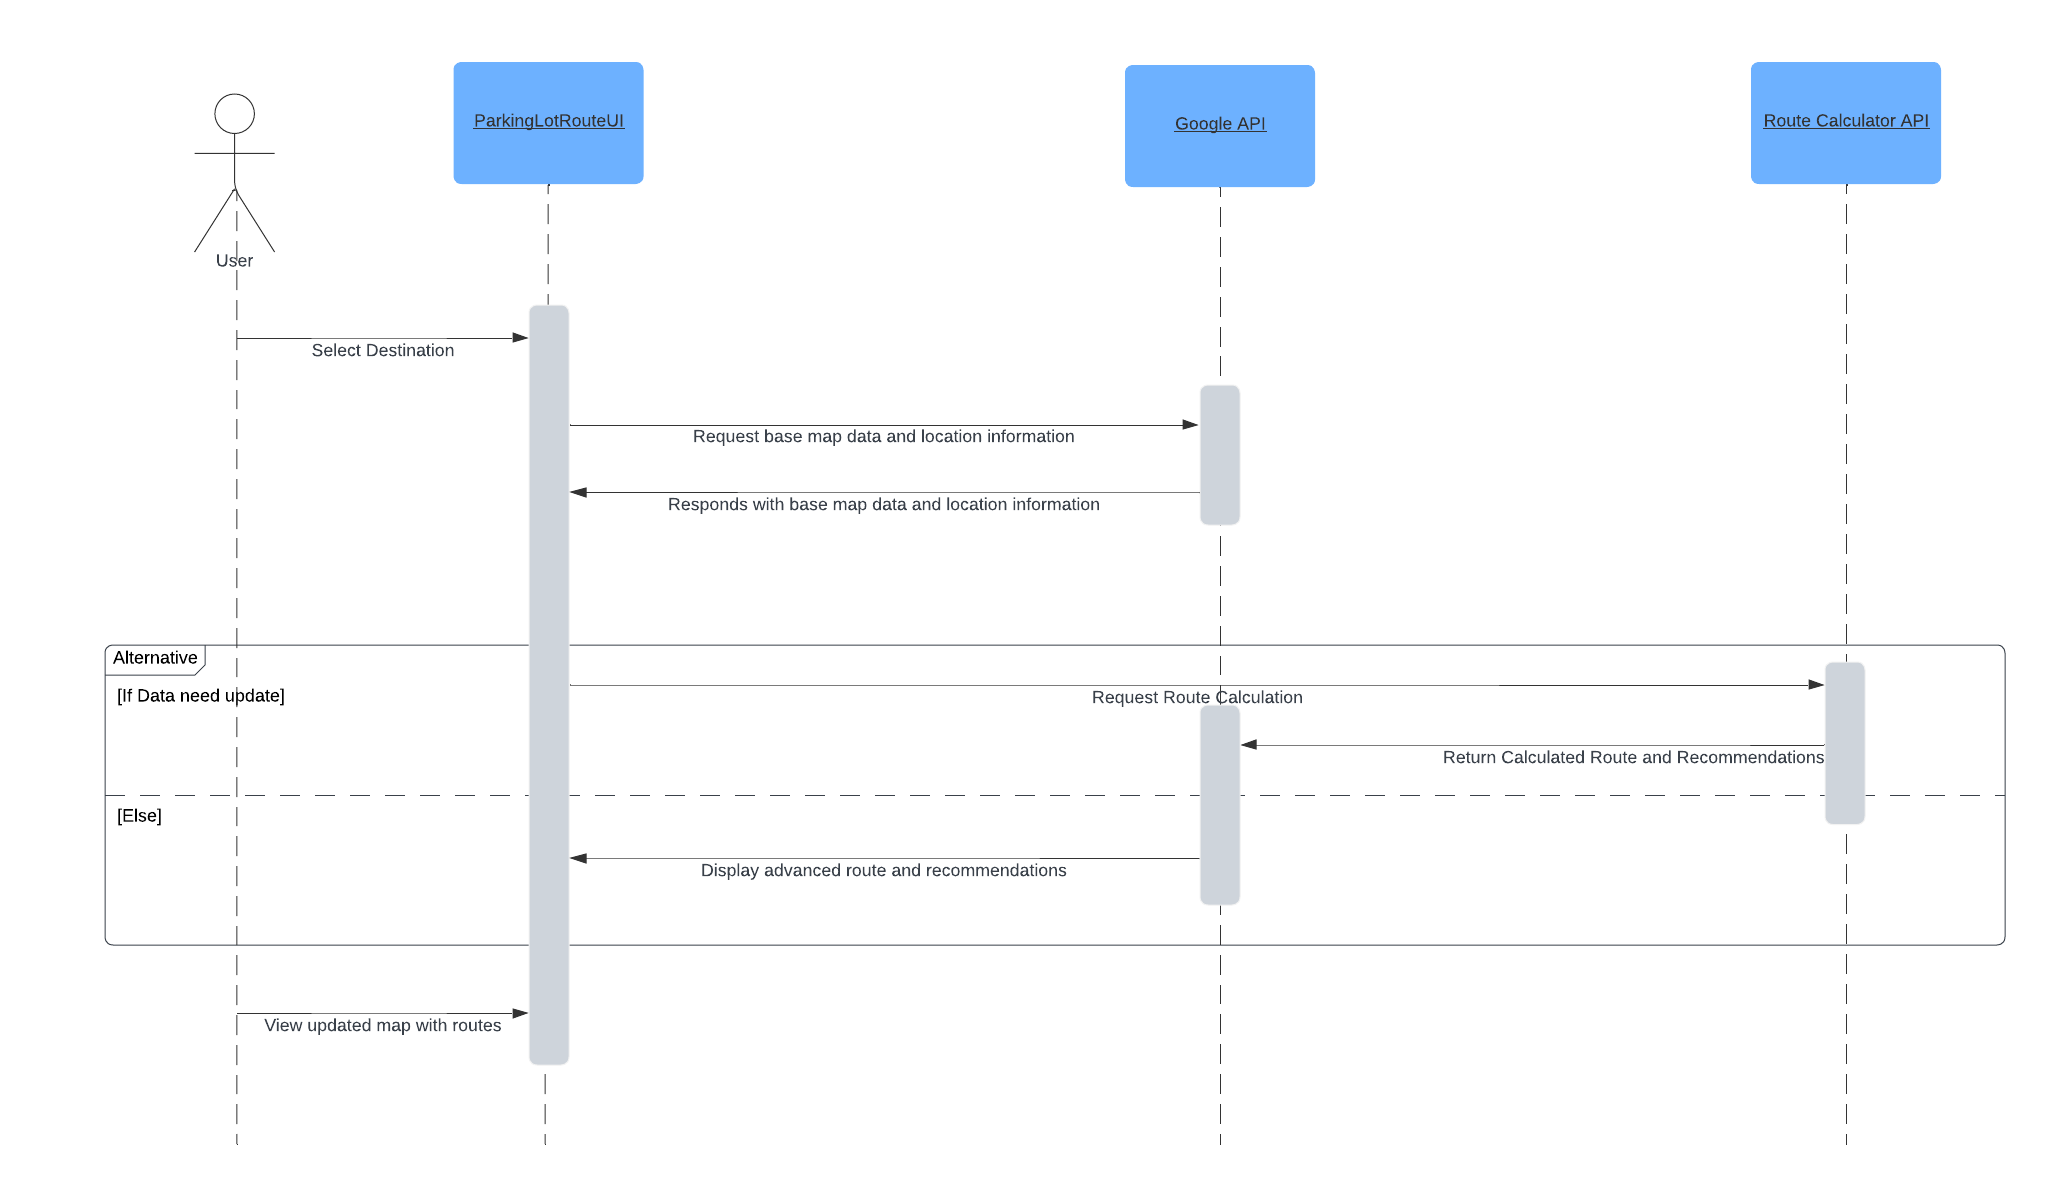 ParkingLotRouteUI
Google API
Route Calculator API
User
Select Destination
Request base map data and location information
Responds with base map data and location information
Alternative
[If Data need update]
Request Route Calculation
Return Calculated Route and Recommendations
[Else]
Display advanced route and recommendations
View updated map with routes